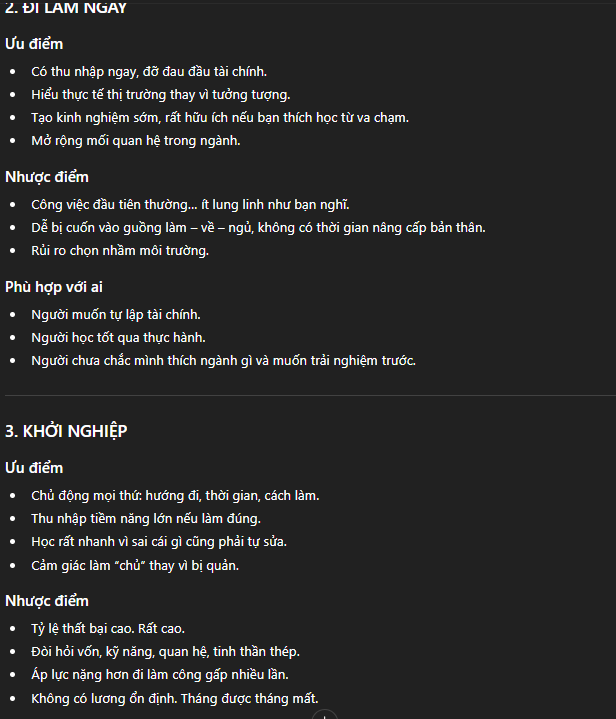 2. ĐI LÀM NGAY
Ưu điểm
• Có thu nhập ngay, đỡ đau đầu tài chính.
• Hiểu thực tế thị trường thay vì tưởng tượng.
• Tạo kinh nghiệm sớm, rất hữu ích nếu bạn thích học từ va chạm.
• Mở rộng mối quan hệ trong ngành.
Nhược điểm
• Công việc đầu tiên thường... ít lung linh như bạn nghĩ.
• Dễ bị cuốn vào guồng làm – về – ngủ, không có thời gian nâng cấp bản thân.
• Rủi ro chọn nhầm môi trường.
Phù hợp với ai
• Người muốn tự lập tài chính.
• Người học tốt qua thực hành.
• Người chưa chắc mình thích ngành gì và muốn trải nghiệm trước.
3. KHỞI NGHIỆP
Ưu điểm
• Chủ động mọi thứ: hướng đi, thời gian, cách làm.
• Thu nhập tiềm năng lớn nếu làm đúng.
• Học rất nhanh vì sai cái gì cũng phải tự sửa.
• Cảm giác làm “chủ” thay vì bị quản.
Nhược điểm
• Tỷ lệ thất bại cao. Rất cao.
• Đòi hỏi vốn, kỹ năng, quan hệ, tinh thần thép.
• Áp lực nặng hơn đi làm công gấp nhiều lần.
• Không có lương ổn định. Tháng được tháng mất.